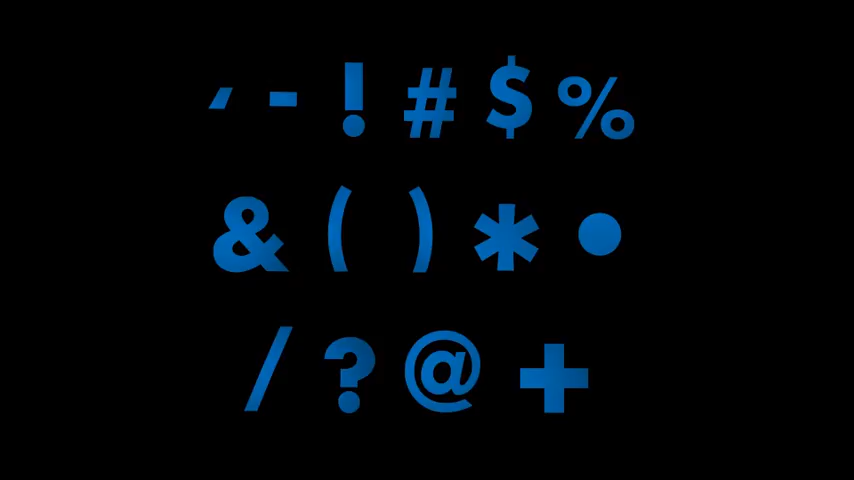 ´ - ! # $ %
& ( ) * •
/ ? @ +